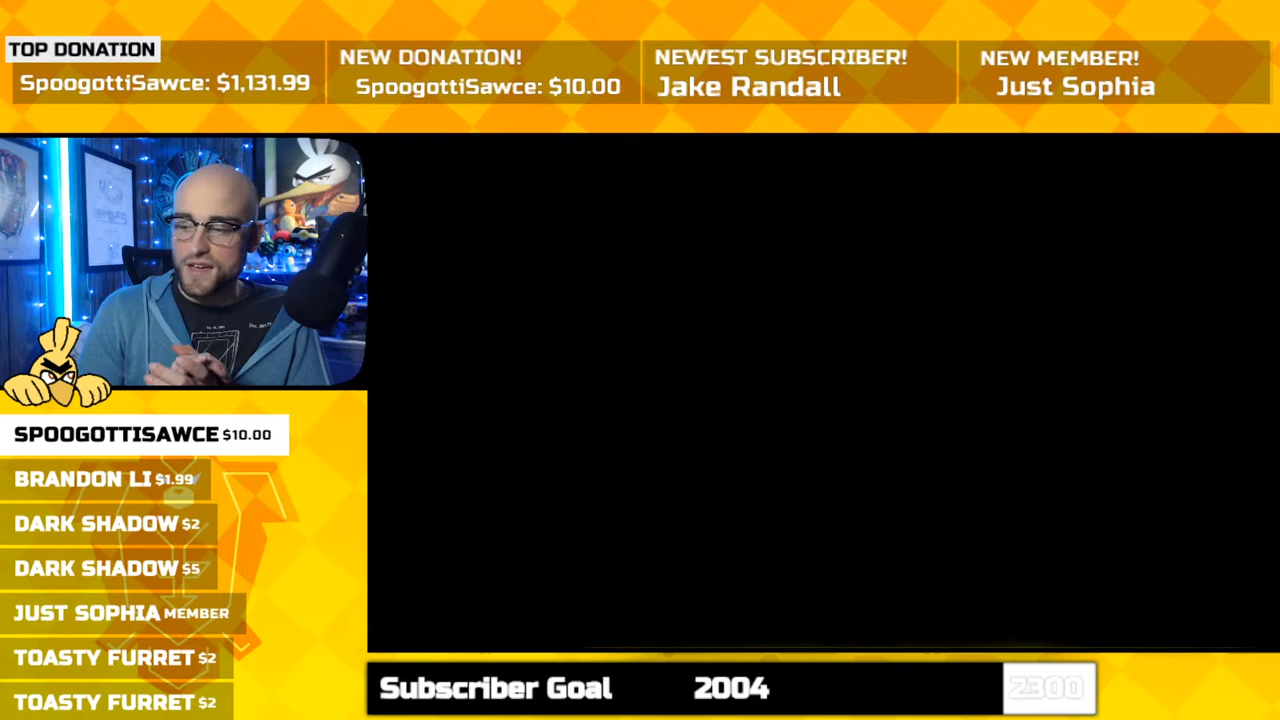 TOP DONATION
SpoogottiSawce: $1,131.99
NEW DONATION!
SpoogottiSawce: $10.00
NEWEST SUBSCRIBER!
Jake Randall
NEW MEMBER!
Just Sophia
SPOOGOTTISAWCE $10.00
BRANDON LI $1.99
DARK SHADOW $2
DARK SHADOW $5
JUST SOPHIA MEMBER
TOASTY FURRET $2
TOASTY FURRET $2
Subscriber Goal 2004 2300